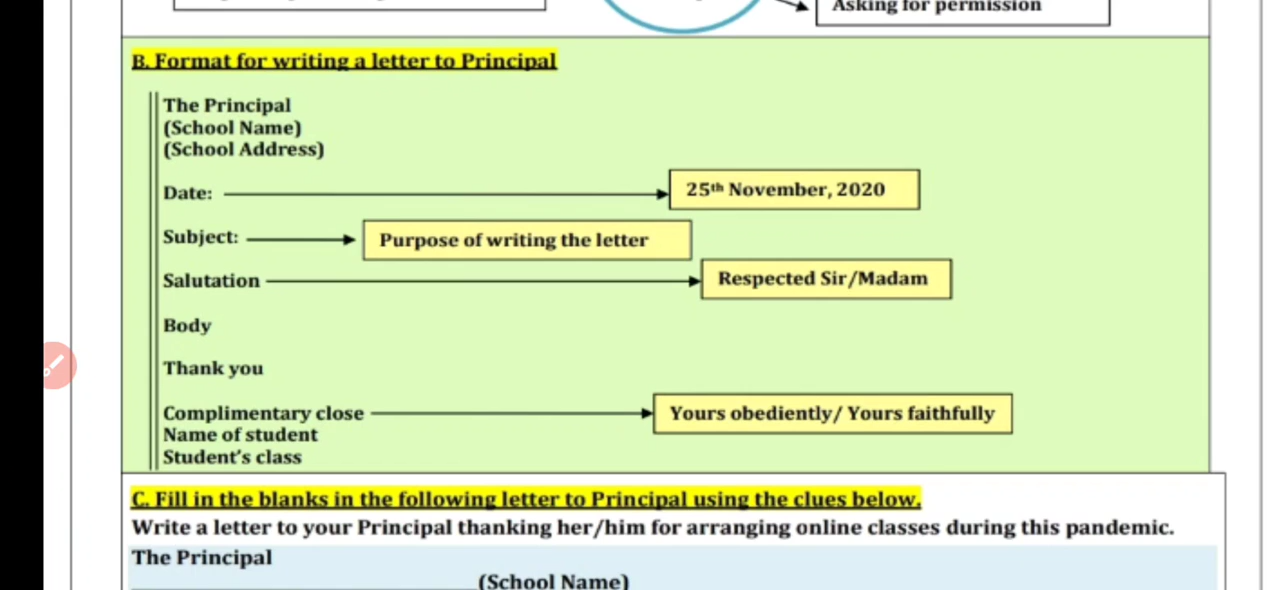 Asking for permission
B. Format for writing a letter to Principal
The Principal
(School Name)
(School Address)
Date:
25th November, 2020
Subject:
Purpose of writing the letter
Salutation
Respected Sir/Madam
Body
Thank you
Complimentary close
Yours obediently/ Yours faithfully
Name of student
Student's class
C. Fill in the blanks in the following letter to Principal using the clues below.
Write a letter to your Principal thanking her/him for arranging online classes during this pandemic.
The Principal
(School Name)